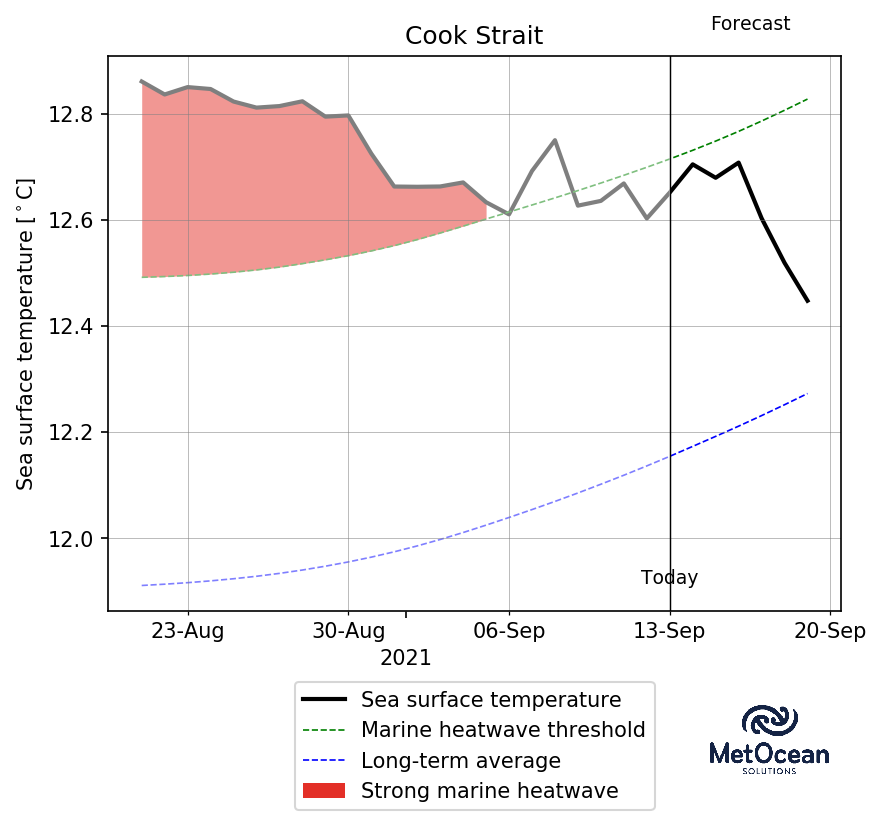 Forecast
Cook Strait
Sea surface temperature [°C]
12.8
12.6
12.4
12.2
12.0
Today
23-Aug 30-Aug 06-Sep 13-Sep 20-Sep
2021
Sea surface temperature
Marine heatwave threshold
Long-term average
Strong marine heatwave
MetOcean
SOLUTIONS